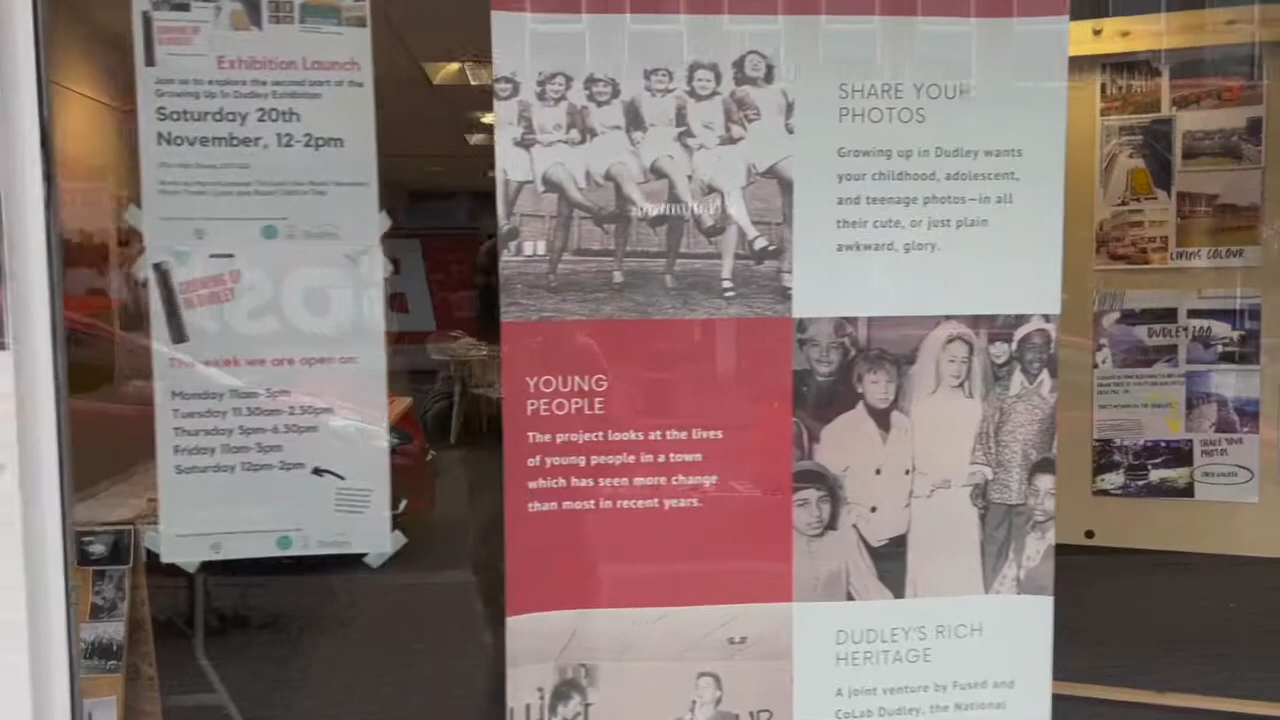 Exhibition Launch
Join us to explore the second part of the
Growing Up In Dudley Exhibition
Saturday 20th
November, 12-2pm
GROWING UP
IN DUDLEY
This week we are open on:
Monday 11am-3pm
Tuesday 11.30am-2.30pm
Thursday 5pm-6.30pm
Friday 11am-3pm
Saturday 12pm-2pm
SHARE YOUR
PHOTOS
Growing up in Dudley wants
your childhood, adolescent,
and teenage photos—in all
their cute, or just plain
awkward, glory.
YOUNG
PEOPLE
The project looks at the lives
of young people in a town
which has seen more change
than most in recent years.
DUDLEY'S RICH
HERITAGE
A joint venture by Fused and
CoLab Dudley, the National
LIVING COLOUR
DUDLEY ZOO
SHARE YOUR
PHOTOS